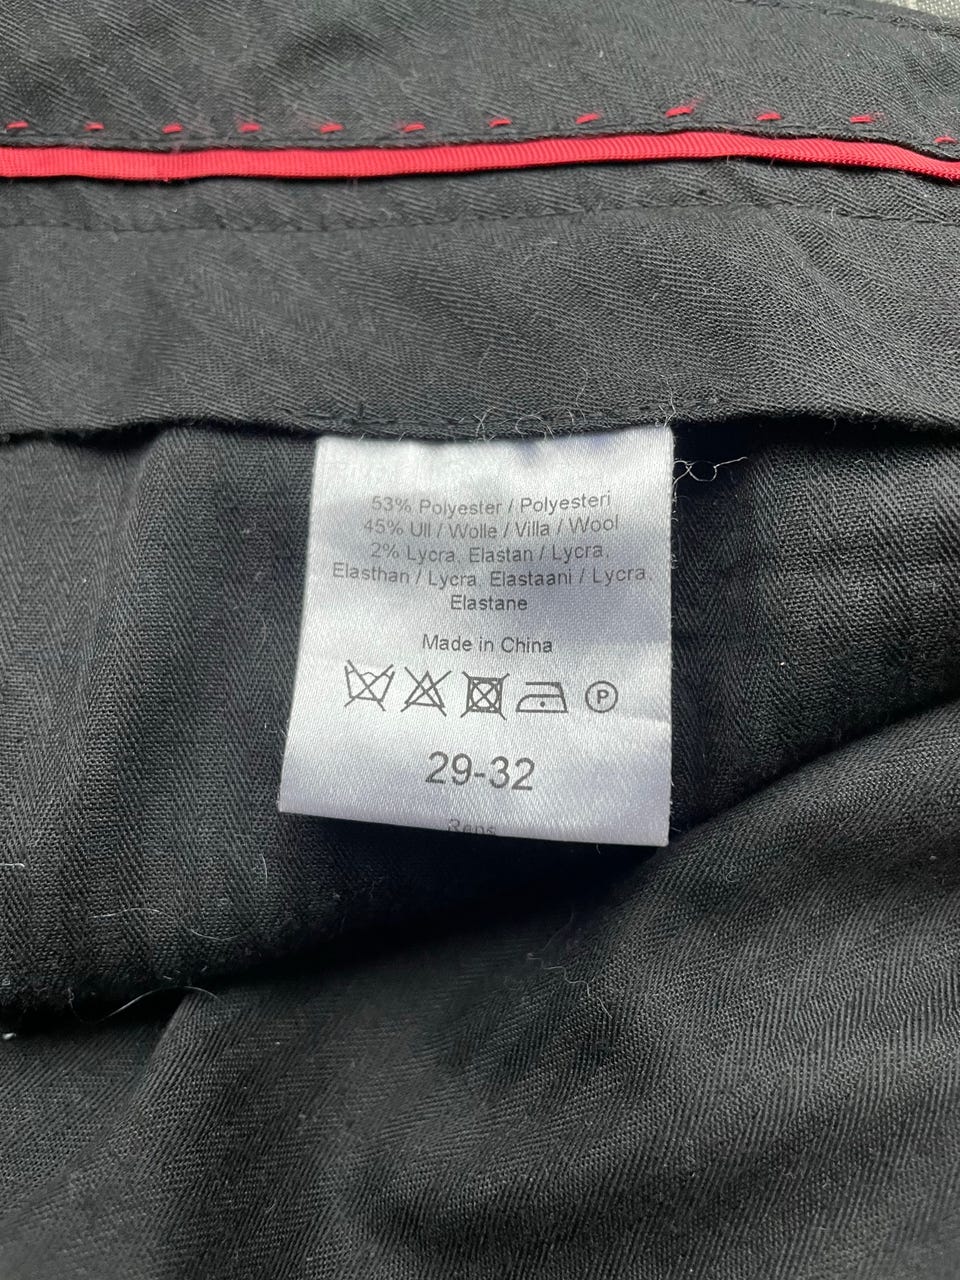 53% Polyester / Polyesteri
45% Ull / Wolle / Villa / Wool
2% Lycra, Elastan / Lycra,
Elasthan / Lycra, Elastaani / Lycra,
Elastane
Made in China
P
29-32